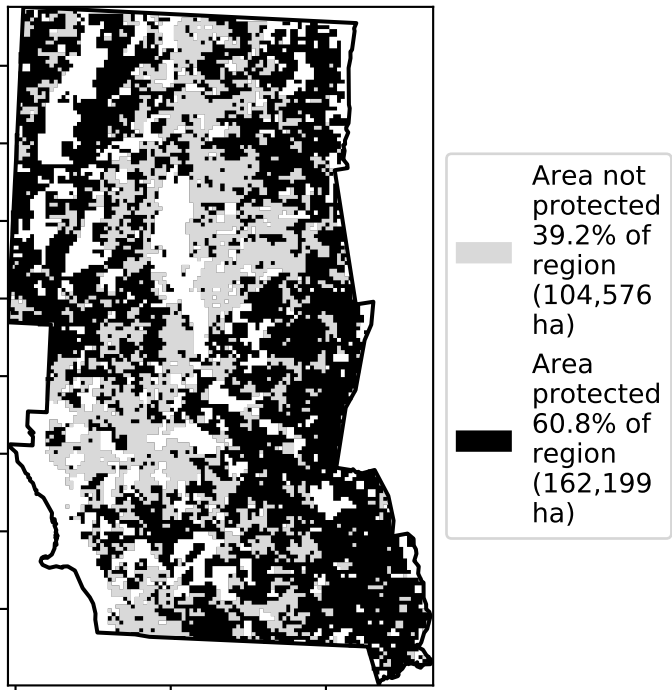 Area not
protected
39.2% of
region
(104,576
ha)
Area
protected
60.8% of
region
(162,199
ha)